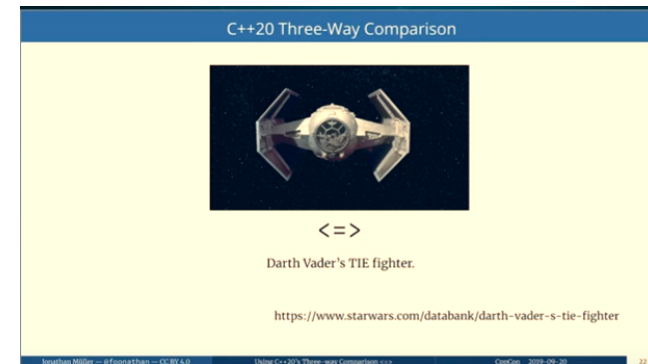 C++20 Three-Way Comparison
<=>
Darth Vader's TIE fighter.
https://www.starwars.com/databank/darth-vader-s-tie-fighter
Jonathan Müller — @foonathan — CC BY 4.0 Using C++20's Three-way Comparison <=> CppCon 2019-09-20 22